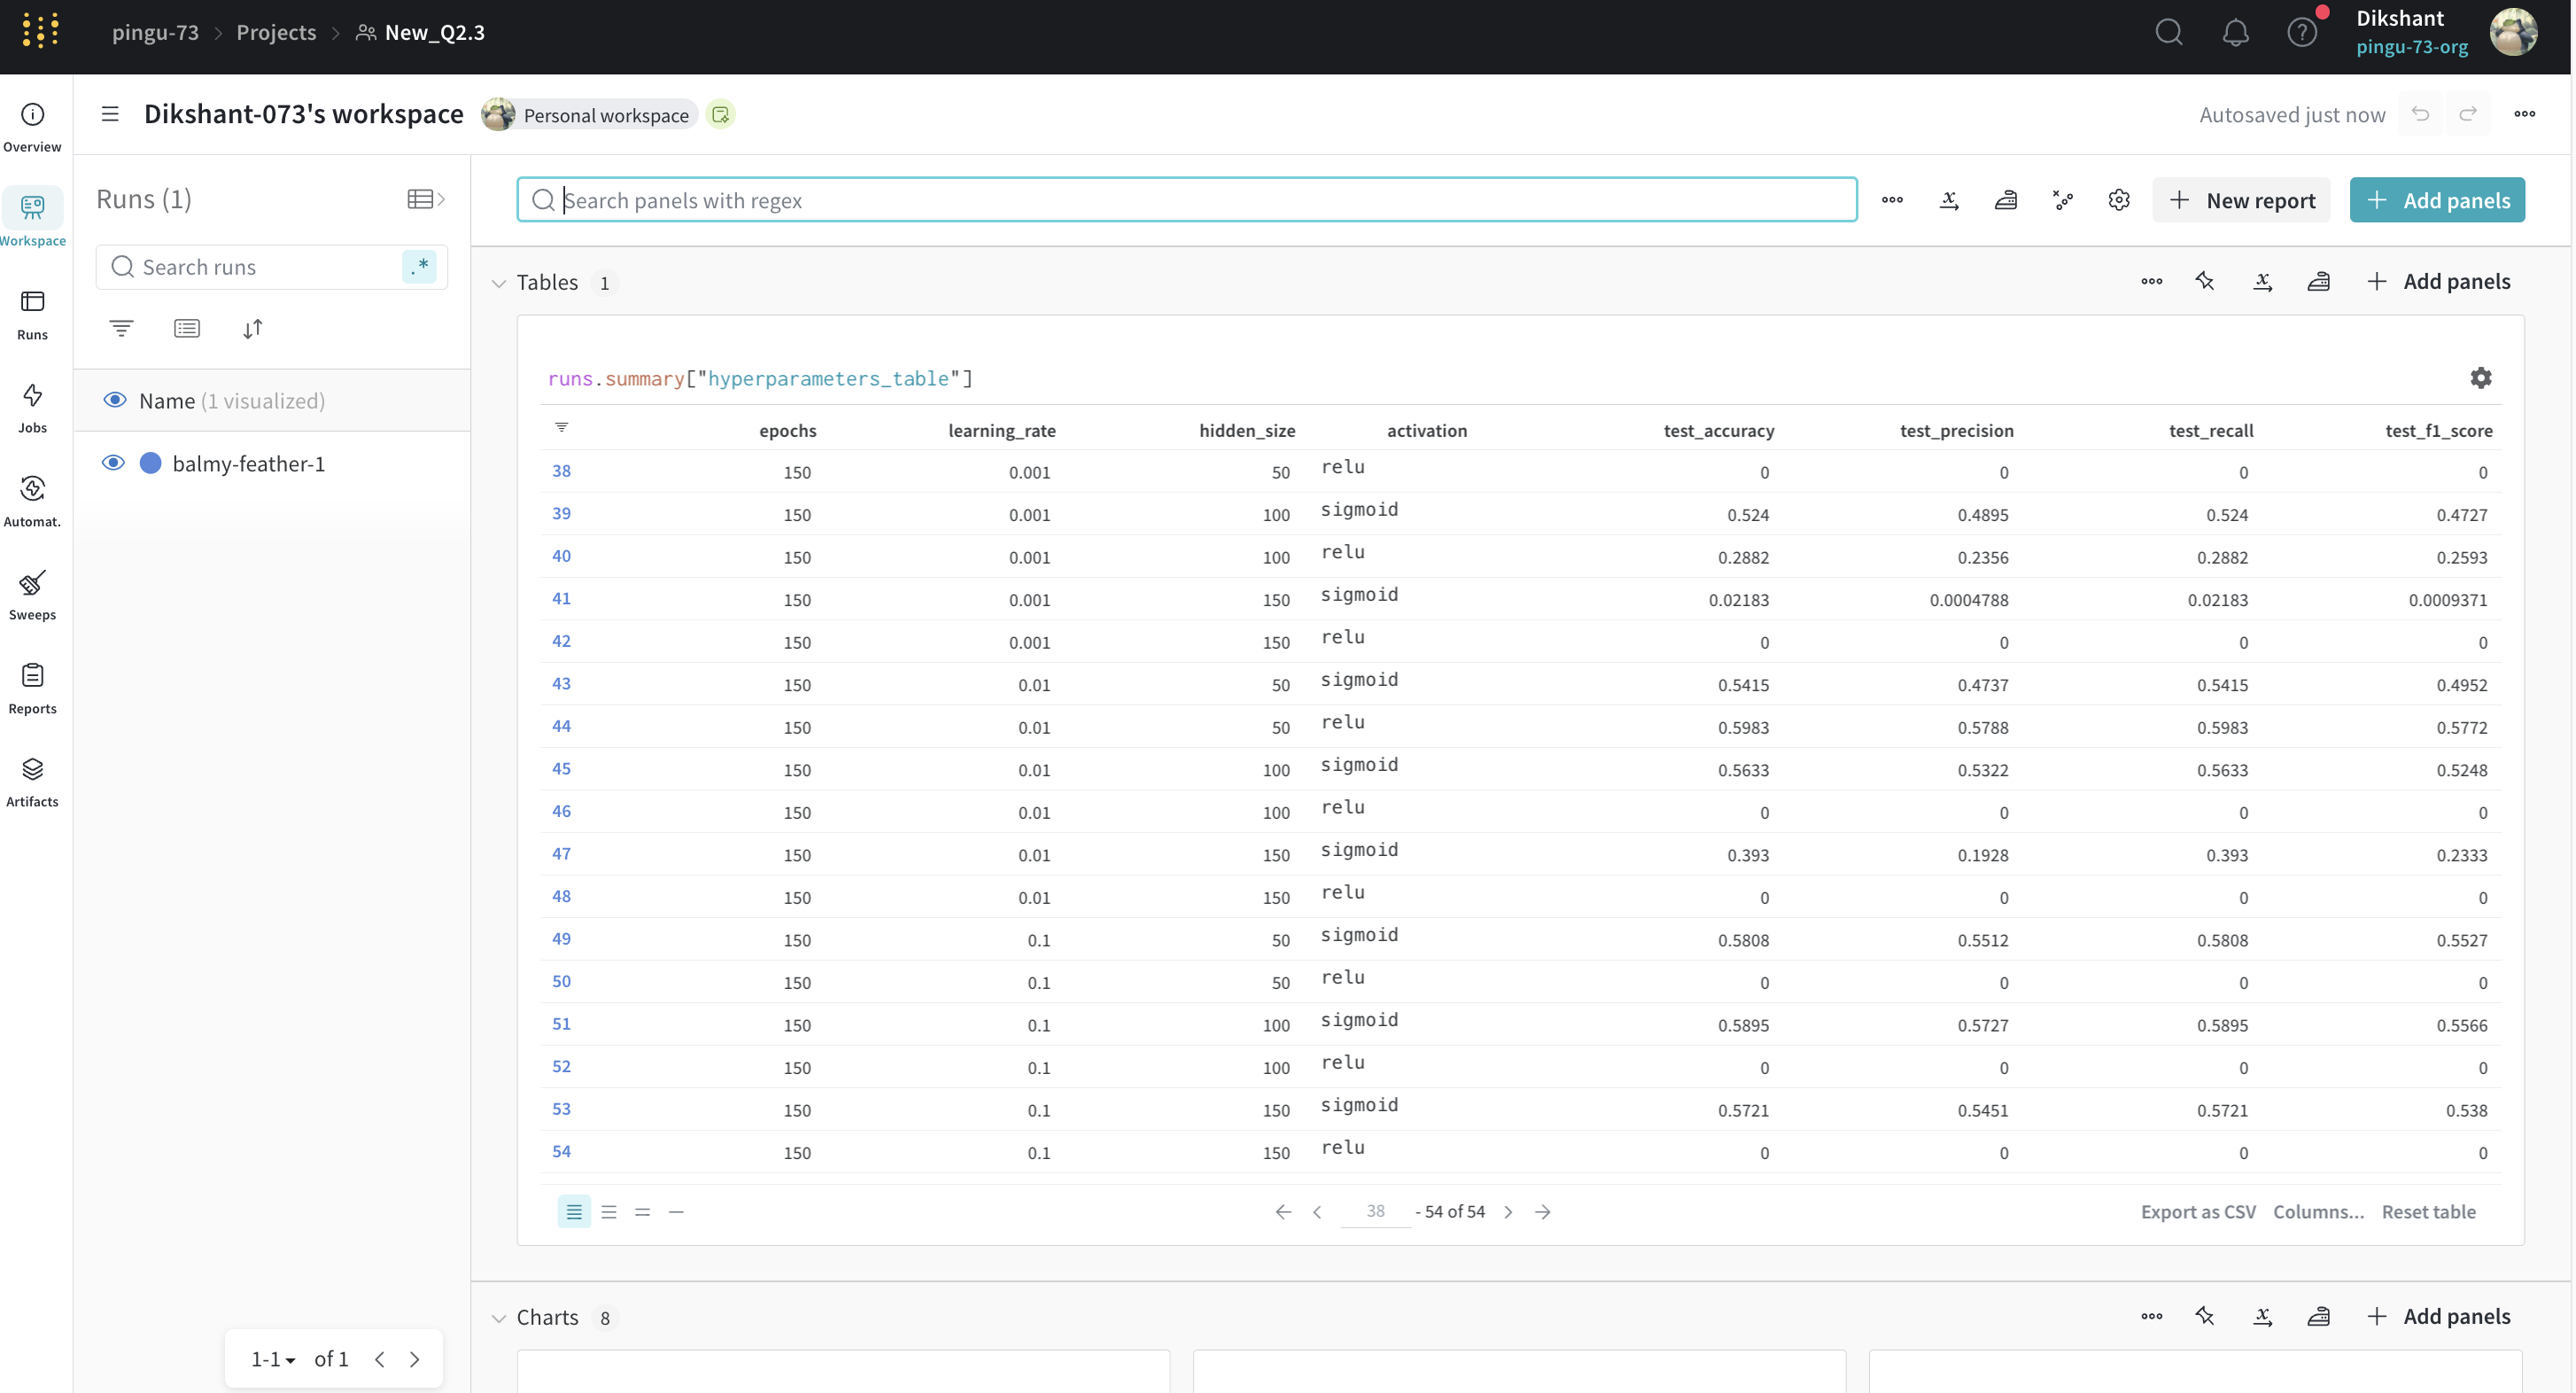 pingu-73 > Projects > New_Q2.3
Dikshant
pingu-73-org
Overview
Workspace
Runs
Jobs
Automat.
Sweeps
Reports
Artifacts
Dikshant-073's workspace Personal workspace
Autosaved just now
Runs (1)
Search runs .*
Name (1 visualized)
balmy-feather-1
1-1 of 1
Search panels with regex
+ New report + Add panels
Tables 1
+ Add panels
runs.summary["hyperparameters_table"]
epochs learning_rate hidden_size activation test_accuracy test_precision test_recall test_f1_score
38 150 0.001 50 relu 0 0 0 0
39 150 0.001 100 sigmoid 0.524 0.4895 0.524 0.4727
40 150 0.001 100 relu 0.2882 0.2356 0.2882 0.2593
41 150 0.001 150 sigmoid 0.02183 0.0004788 0.02183 0.0009371
42 150 0.001 150 relu 0 0 0 0
43 150 0.01 50 sigmoid 0.5415 0.4737 0.5415 0.4952
44 150 0.01 50 relu 0.5983 0.5788 0.5983 0.5772
45 150 0.01 100 sigmoid 0.5633 0.5322 0.5633 0.5248
46 150 0.01 100 relu 0 0 0 0
47 150 0.01 150 sigmoid 0.393 0.1928 0.393 0.2333
48 150 0.01 150 relu 0 0 0 0
49 150 0.1 50 sigmoid 0.5808 0.5512 0.5808 0.5527
50 150 0.1 50 relu 0 0 0 0
51 150 0.1 100 sigmoid 0.5895 0.5727 0.5895 0.5566
52 150 0.1 100 relu 0 0 0 0
53 150 0.1 150 sigmoid 0.5721 0.5451 0.5721 0.538
54 150 0.1 150 relu 0 0 0 0
38 - 54 of 54
Export as CSV Columns... Reset table
Charts 8
+ Add panels